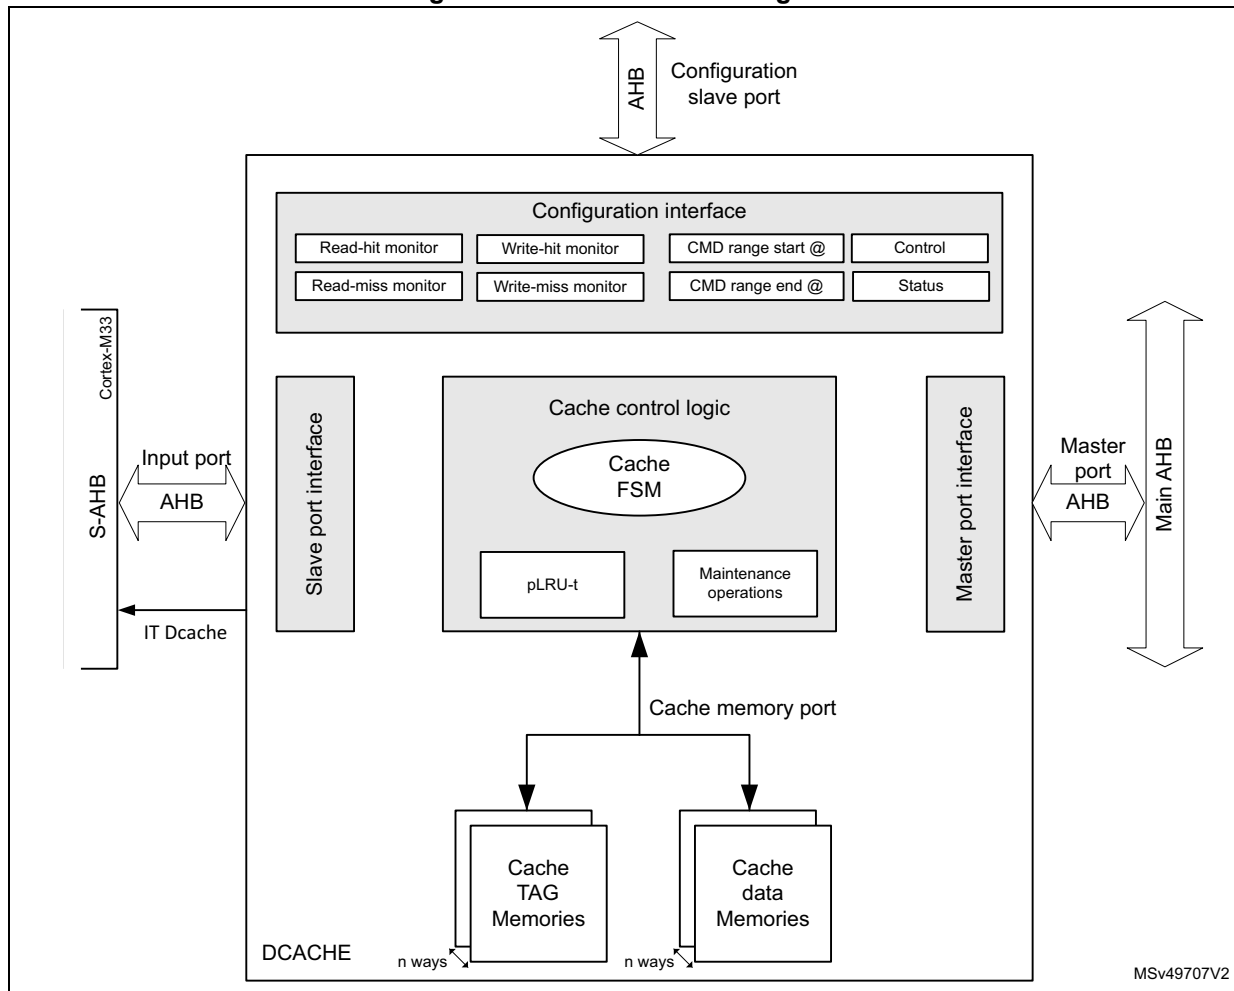 AHB
Configuration
slave port
Configuration interface
Read-hit monitor
Write-hit monitor
CMD range start @
Control
Read-miss monitor
Write-miss monitor
CMD range end @
Status
Cortex-M33
S-AHB
Input port
AHB
IT Dcache
Slave port interface
Cache control logic
Cache
FSM
pLRU-t
Maintenance
operations
Master port interface
Master
port
AHB
Main AHB
Cache memory port
Cache
TAG
Memories
n ways
Cache
data
Memories
n ways
DCACHE
MSv49707V2